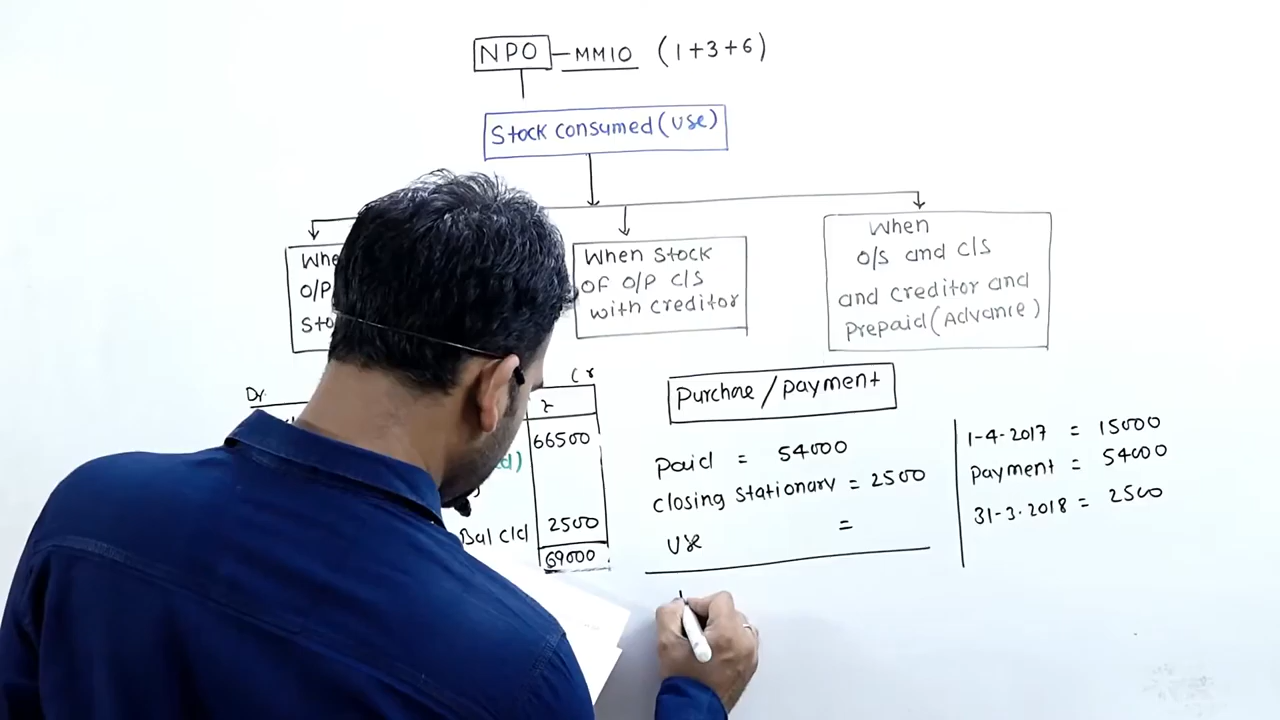 NPO — MM10 (1+3+6)
Stock consumed (use)
Whe
O/P
Sto
When stock
of O/P C/S
with creditor
When
O/S and C/S
and creditor and
Prepaid (Advance)
Dr.
Cr
₹
66500
Bal c/d 2500
69000
Purchase / payment
Paid = 54000
closing stationary = 2500
use =
1-4-2017 = 15000
Payment = 54000
31-3-2018 = 2500